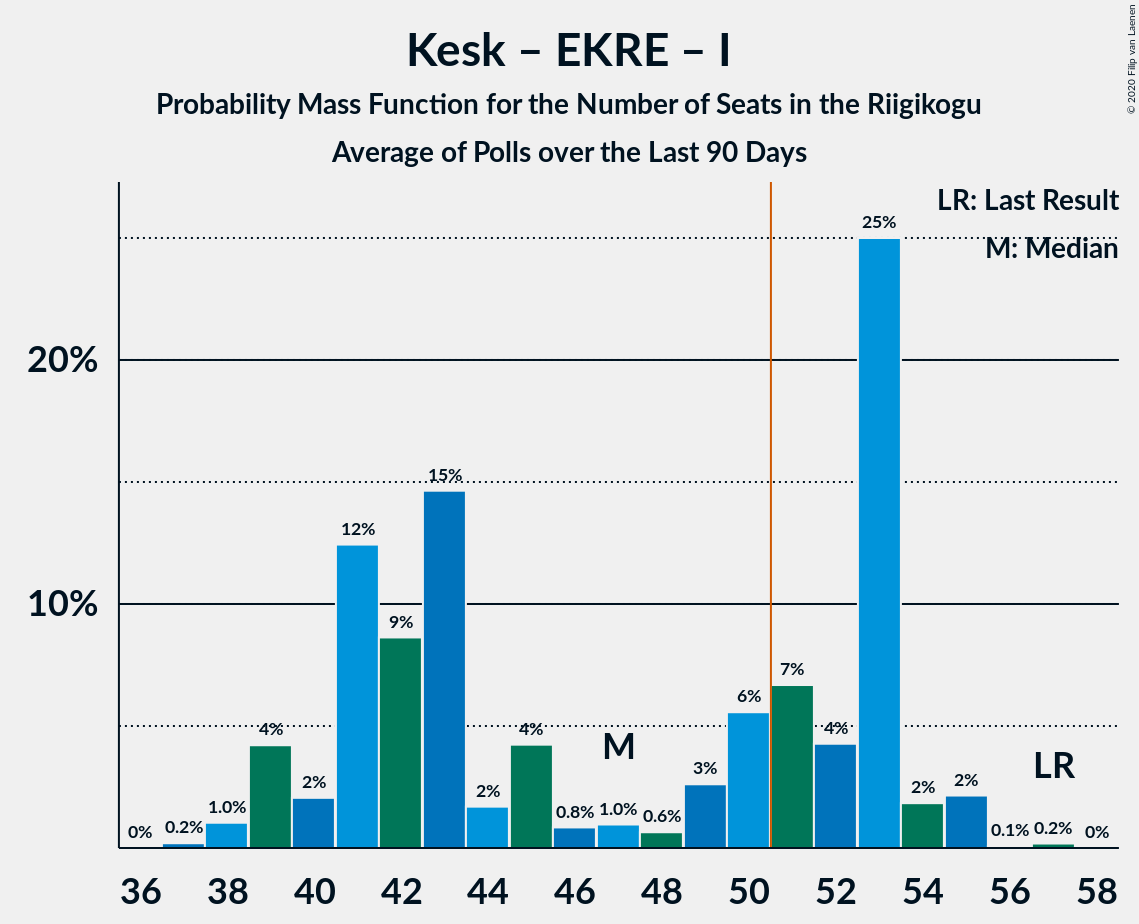 Kesk – EKRE – I
Probability Mass Function for the Number of Seats in the Riigikogu
Average of Polls over the Last 90 Days
© 2020 Filip van Laenen
LR: Last Result
M: Median
20%
10%
0%
0.2%
1.0%
4%
2%
12%
9%
15%
2%
4%
0.8%
1.0%
0.6%
3%
6%
7%
4%
25%
2%
2%
0.1%
0.2%
0%
M
LR
36 38 40 42 44 46 48 50 52 54 56 58